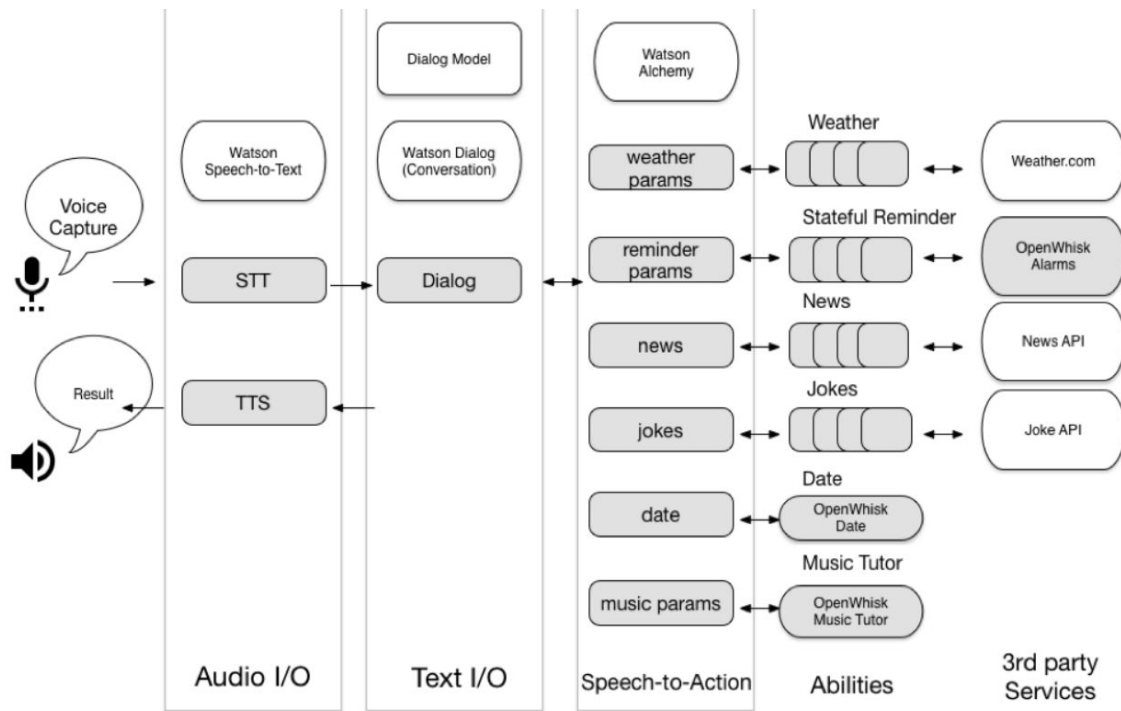 Dialog Model
Watson
Alchemy
Weather
Watson
Speech-to-Text
Watson Dialog
(Conversation)
weather
params
Weather.com
Voice
Capture
Stateful Reminder
STT
Dialog
reminder
params
OpenWhisk
Alarms
News
news
News API
Result
TTS
Jokes
jokes
Joke API
Date
date
OpenWhisk
Date
Music Tutor
music params
OpenWhisk
Music Tutor
Audio I/O
Text I/O
Speech-to-Action
Abilities
3rd party
Services